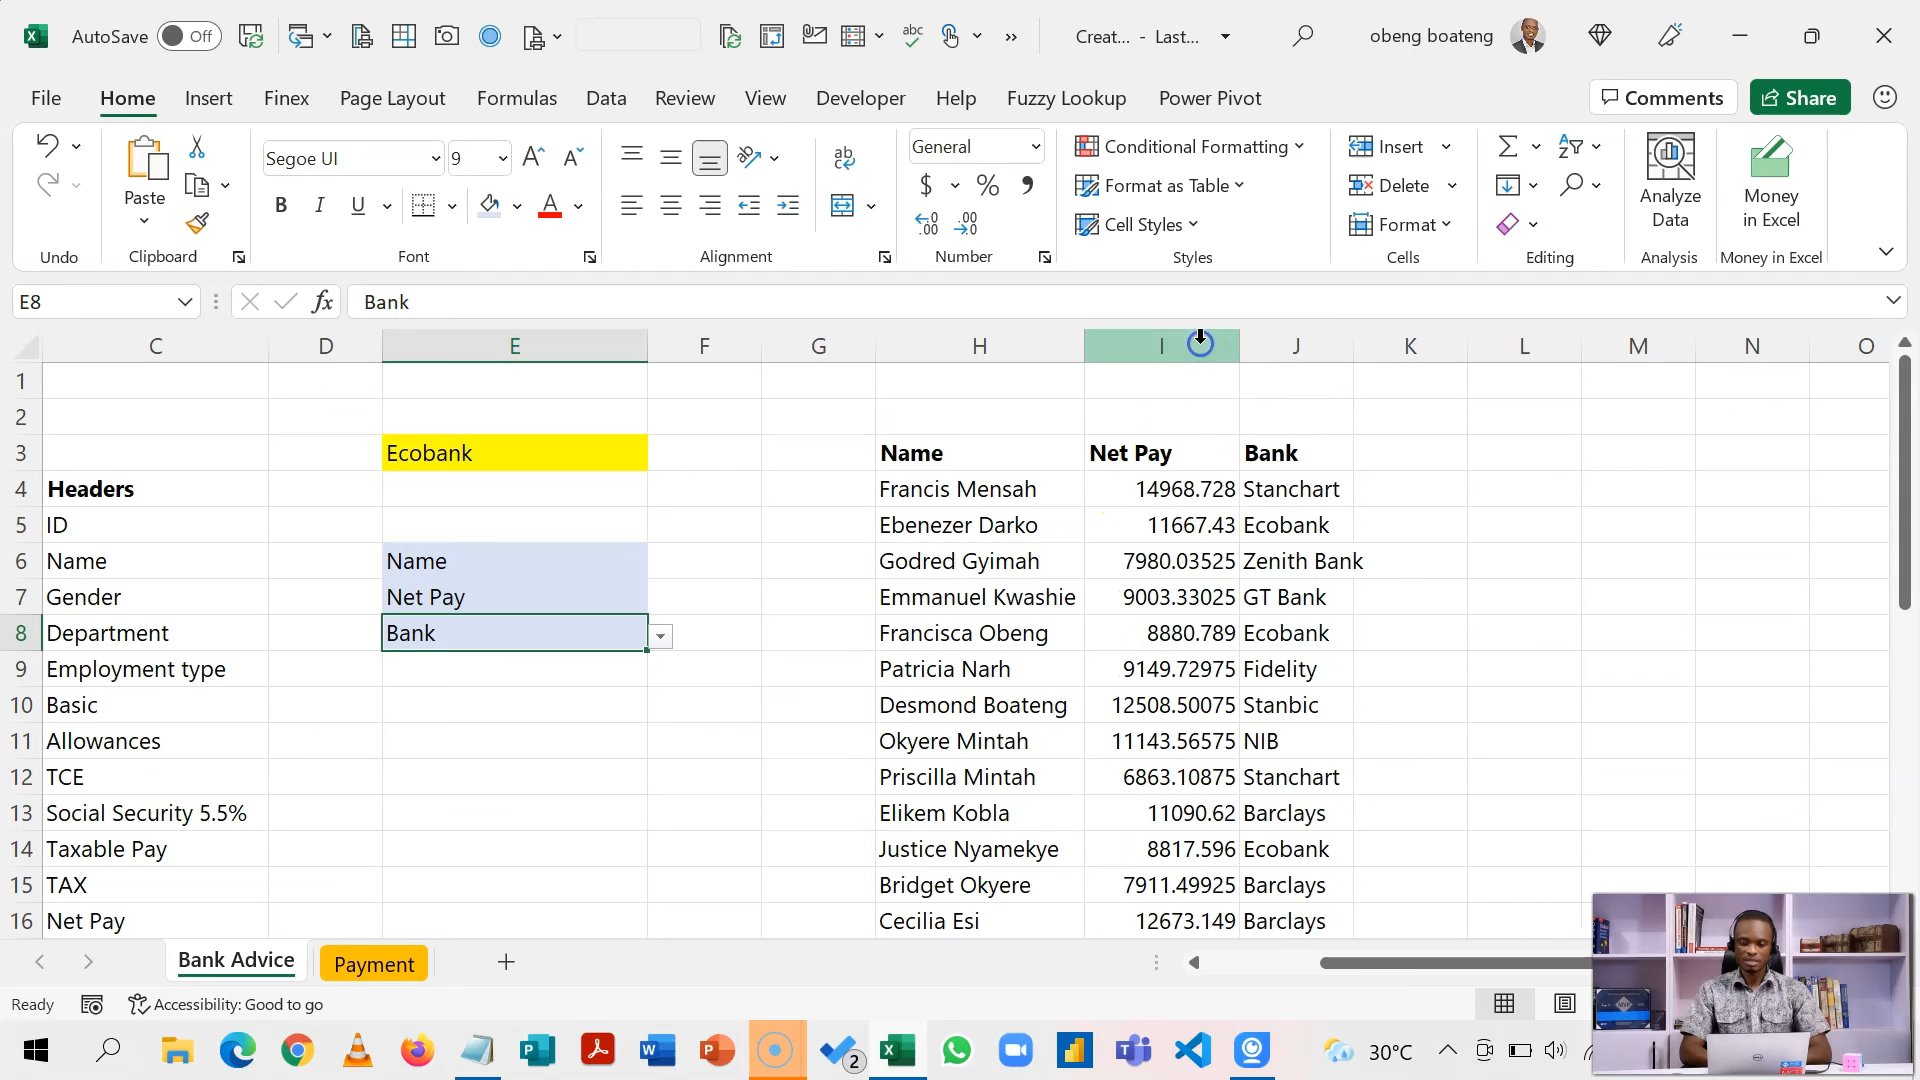 AutoSave Off Creat... - Last... obeng boateng
File Home Insert Finex Page Layout Formulas Data Review View Developer Help Fuzzy Lookup Power Pivot Comments Share
Paste Segoe UI 9 General Conditional Formatting Insert Analyze Data Money in Excel
B I U $ % Format as Table Delete
Cell Styles Format
Undo Clipboard Font Alignment Number Styles Cells Editing Analysis Money in Excel
E8 fx Bank
C D E F G H I J K L M N O
1
2
3 Ecobank Name Net Pay Bank
4 Headers Francis Mensah 14968.728 Stanchart
5 ID Ebenezer Darko 11667.43 Ecobank
6 Name Name Godred Gyimah 7980.03525 Zenith Bank
7 Gender Net Pay Emmanuel Kwashie 9003.33025 GT Bank
8 Department Bank Francisca Obeng 8880.789 Ecobank
9 Employment type Patricia Narh 9149.72975 Fidelity
10 Basic Desmond Boateng 12508.50075 Stanbic
11 Allowances Okyere Mintah 11143.56575 NIB
12 TCE Priscilla Mintah 6863.10875 Stanchart
13 Social Security 5.5% Elikem Kobla 11090.62 Barclays
14 Taxable Pay Justice Nyamekye 8817.596 Ecobank
15 TAX Bridget Okyere 7911.49925 Barclays
16 Net Pay Cecilia Esi 12673.149 Barclays
Bank Advice Payment
Ready Accessibility: Good to go
2 30°C